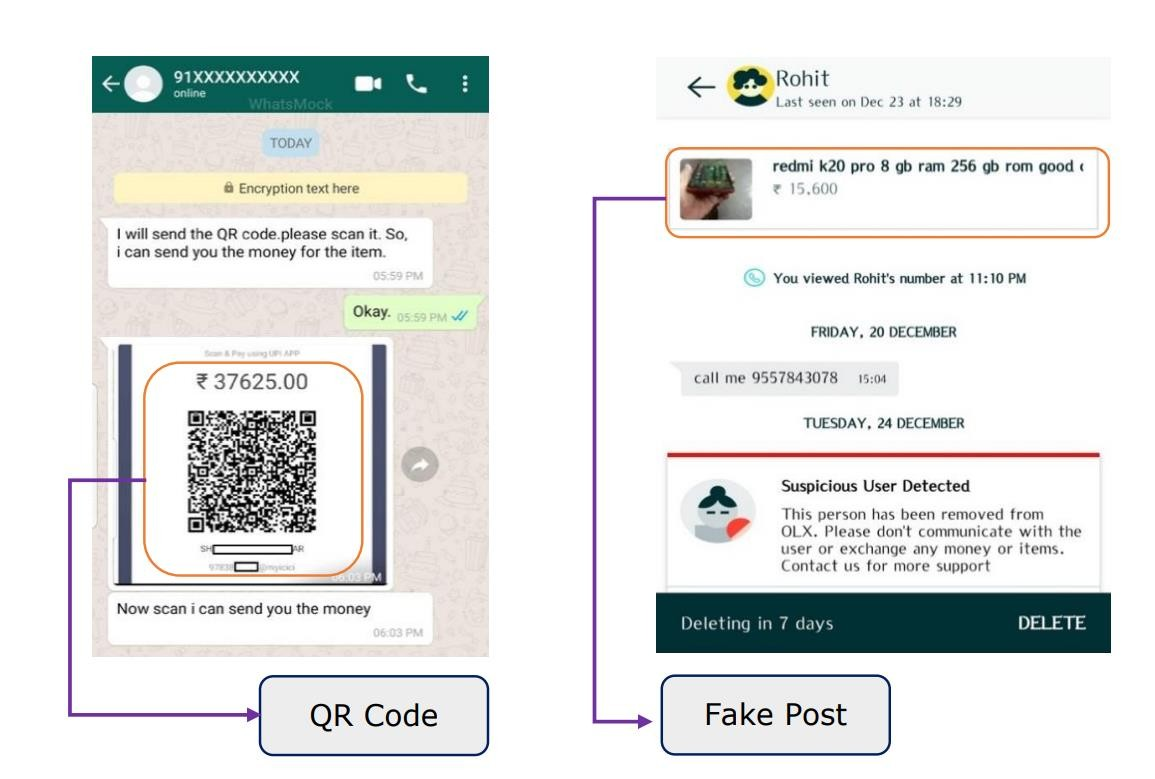 91XXXXXXXXXX
online
WhatsMock
TODAY
Encryption text here
I will send the QR code.please scan it. So,
i can send you the money for the item.
05:59 PM
Okay. 05:59 PM
Scan & Pay using UPI APP
₹ 37625.00
SH AR
97838 @myicici
06:03 PM
Now scan i can send you the money
06:03 PM
QR Code
Rohit
Last seen on Dec 23 at 18:29
redmi k20 pro 8 gb ram 256 gb rom good
₹ 15,600
You viewed Rohit's number at 11:10 PM
FRIDAY, 20 DECEMBER
call me 9557843078 15:04
TUESDAY, 24 DECEMBER
Suspicious User Detected
This person has been removed from
OLX. Please don't communicate with the
user or exchange any money or items.
Contact us for more support
Deleting in 7 days DELETE
Fake Post